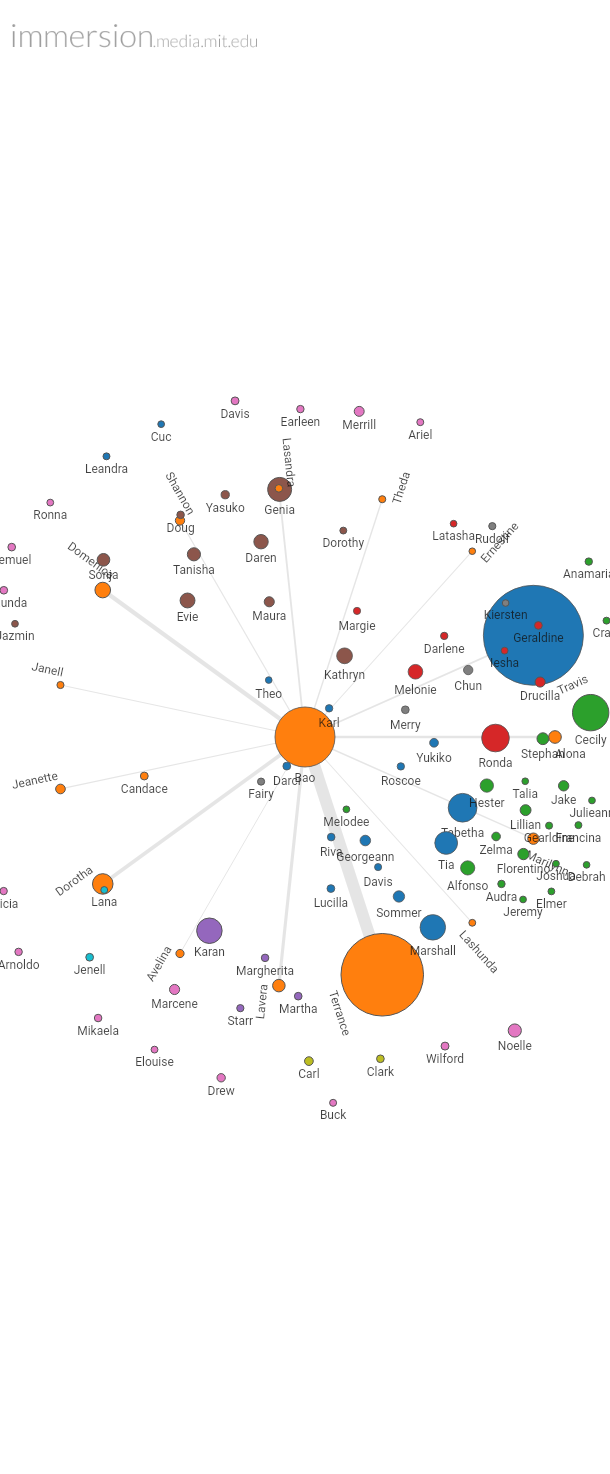 immersion.media.mit.edu
Davis
Earleen
Merrill
Ariel
Cuc
Leandra
Lasandra
Shannon
Theda
Ronna
Yasuko
Genia
Doug
Dorothy
Latasha
Rudolf
Ernestine
emuel
Domenica
Sonja
Tanisha
Daren
Anamaria
unda
Evie
Maura
Margie
Kiersten
Geraldine
Cra
Jazmin
Darlene
Iesha
Janell
Kathryn
Melonie
Chun
Drucilla
Travis
Theo
Karl
Merry
Cecily
Yukiko
Ronda
Stephan
Alona
Jeanette
Candace
Fairy
Darci
Bao
Roscoe
Hester
Talia
Jake
Juliean
Melodee
Tabetha
Lillian
Gearldine
Francina
Riva
Georgeann
Tia
Zelma
Florentino
Marilynn
Joshua
Debrah
Dorotha
Lana
Davis
Alfonso
Audra
Elmer
icia
Lucilla
Sommer
Jeremy
Karan
Marshall
Lashunda
Arnoldo
Jenell
Avelina
Margherita
Marcene
Lavera
Martha
Terrance
Starr
Mikaela
Noelle
Elouise
Wilford
Carl
Clark
Drew
Buck